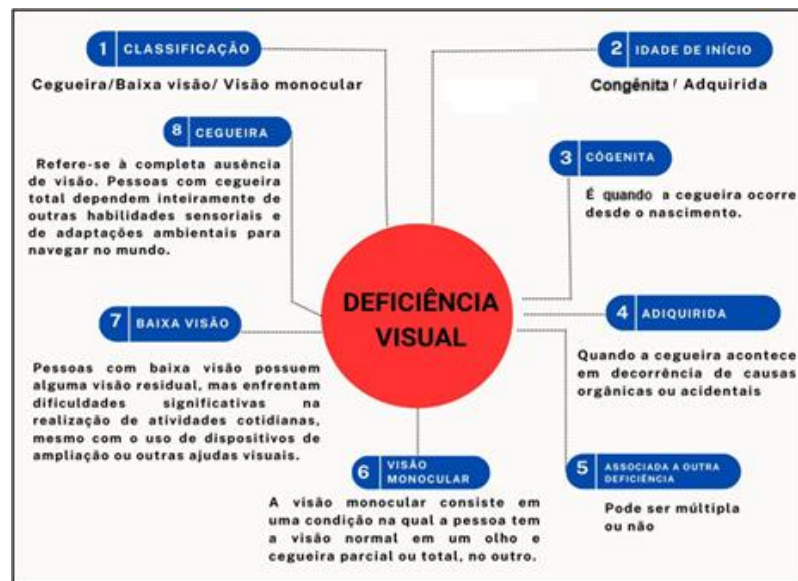 1 CLASSIFICAÇÃO
Cegueira/Baixa visão/ Visão monocular
2 IDADE DE INÍCIO
Congênita / Adquirida
8 CEGUEIRA
Refere-se à completa ausência
de visão. Pessoas com cegueira
total dependem inteiramente de
outras habilidades sensoriais e
de adaptações ambientais para
navegar no mundo.
3 CÔGENITA
É quando a cegueira ocorre
desde o nascimento.
DEFICIÊNCIA
VISUAL
7 BAIXA VISÃO
Pessoas com baixa visão possuem
alguma visão residual, mas enfrentam
dificuldades significativas na
realização de atividades cotidianas,
mesmo com o uso de dispositivos de
ampliação ou outras ajudas visuais.
4 ADIQUIRIDA
Quando a cegueira acontece
em decorrência de causas
orgânicas ou acidentais
6 VISÃO
MONOCULAR
A visão monocular consiste em
uma condição na qual a pessoa tem
a visão normal em um olho e
cegueira parcial ou total, no outro.
5 ASSOCIADA A OUTRA
DEFICIÊNCIA
Pode ser múltipla
ou não